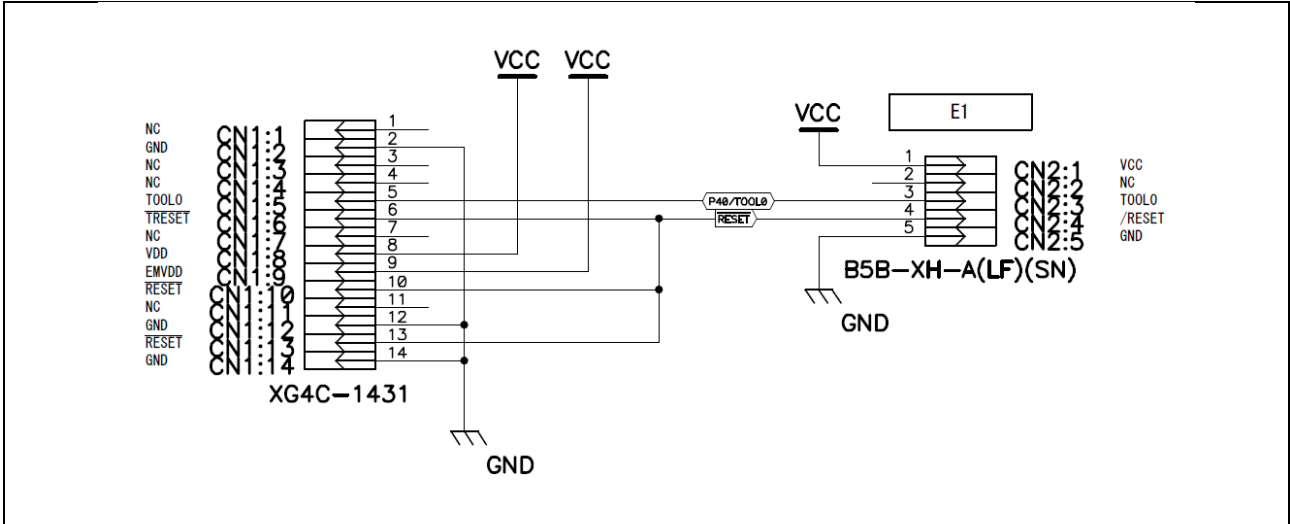 VCC VCC
VCC
E1
NC CN1:1 1
GND CN1:2 2
NC CN1:3 3
NC CN1:4 4
TOOL0 CN1:5 5
TRESET CN1:6 6
NC CN1:7 7
VDD CN1:8 8
EMVDD CN1:9 9
RESET CN1:10 10
NC CN1:11 11
GND CN1:12 12
RESET CN1:13 13
GND CN1:14 14
XG4C-1431
GND
P40/TOOL0
RESET
1 CN2:1 VCC
2 CN2:2 NC
3 CN2:3 TOOL0
4 CN2:4 /RESET
5 CN2:5 GND
B5B-XH-A(LF)(SN)
GND